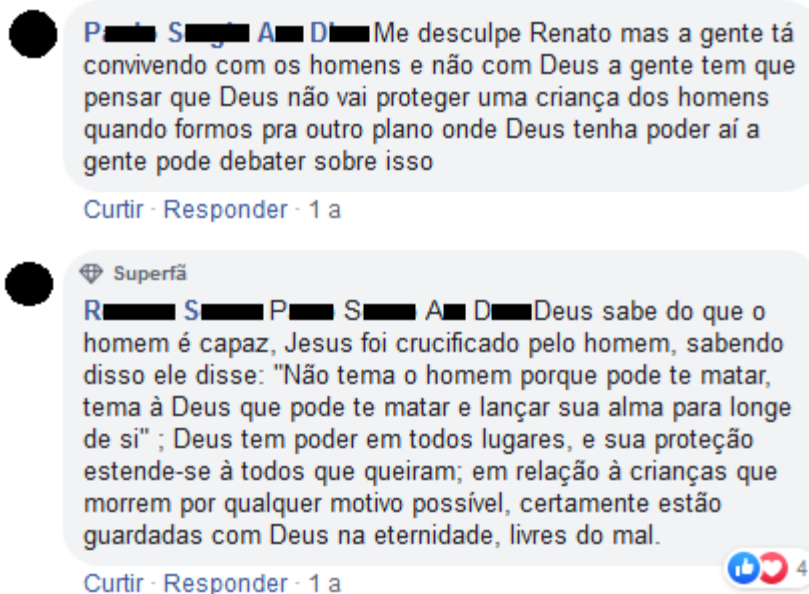 Me desculpe Renato mas a gente tá
convivendo com os homens e não com Deus a gente tem que
pensar que Deus não vai proteger uma criança dos homens
quando formos pra outro plano onde Deus tenha poder aí a
gente pode debater sobre isso
Curtir · Responder · 1 a
Superfã
Deus sabe do que o
homem é capaz, Jesus foi crucificado pelo homem, sabendo
disso ele disse: "Não tema o homem porque pode te matar,
tema à Deus que pode te matar e lançar sua alma para longe
de si" ; Deus tem poder em todos lugares, e sua proteção
estende-se à todos que queiram; em relação à crianças que
morrem por qualquer motivo possível, certamente estão
guardadas com Deus na eternidade, livres do mal.
4
Curtir · Responder · 1 a